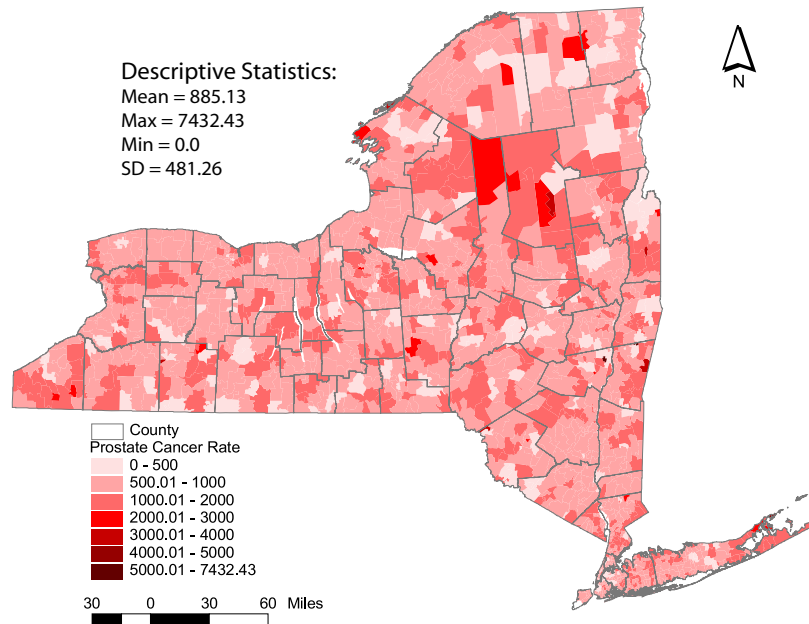 Descriptive Statistics:
Mean = 885.13
Max = 7432.43
Min = 0.0
SD = 481.26
N
County
Prostate Cancer Rate
0 - 500
500.01 - 1000
1000.01 - 2000
2000.01 - 3000
3000.01 - 4000
4000.01 - 5000
5000.01 - 7432.43
30 0 30 60 Miles